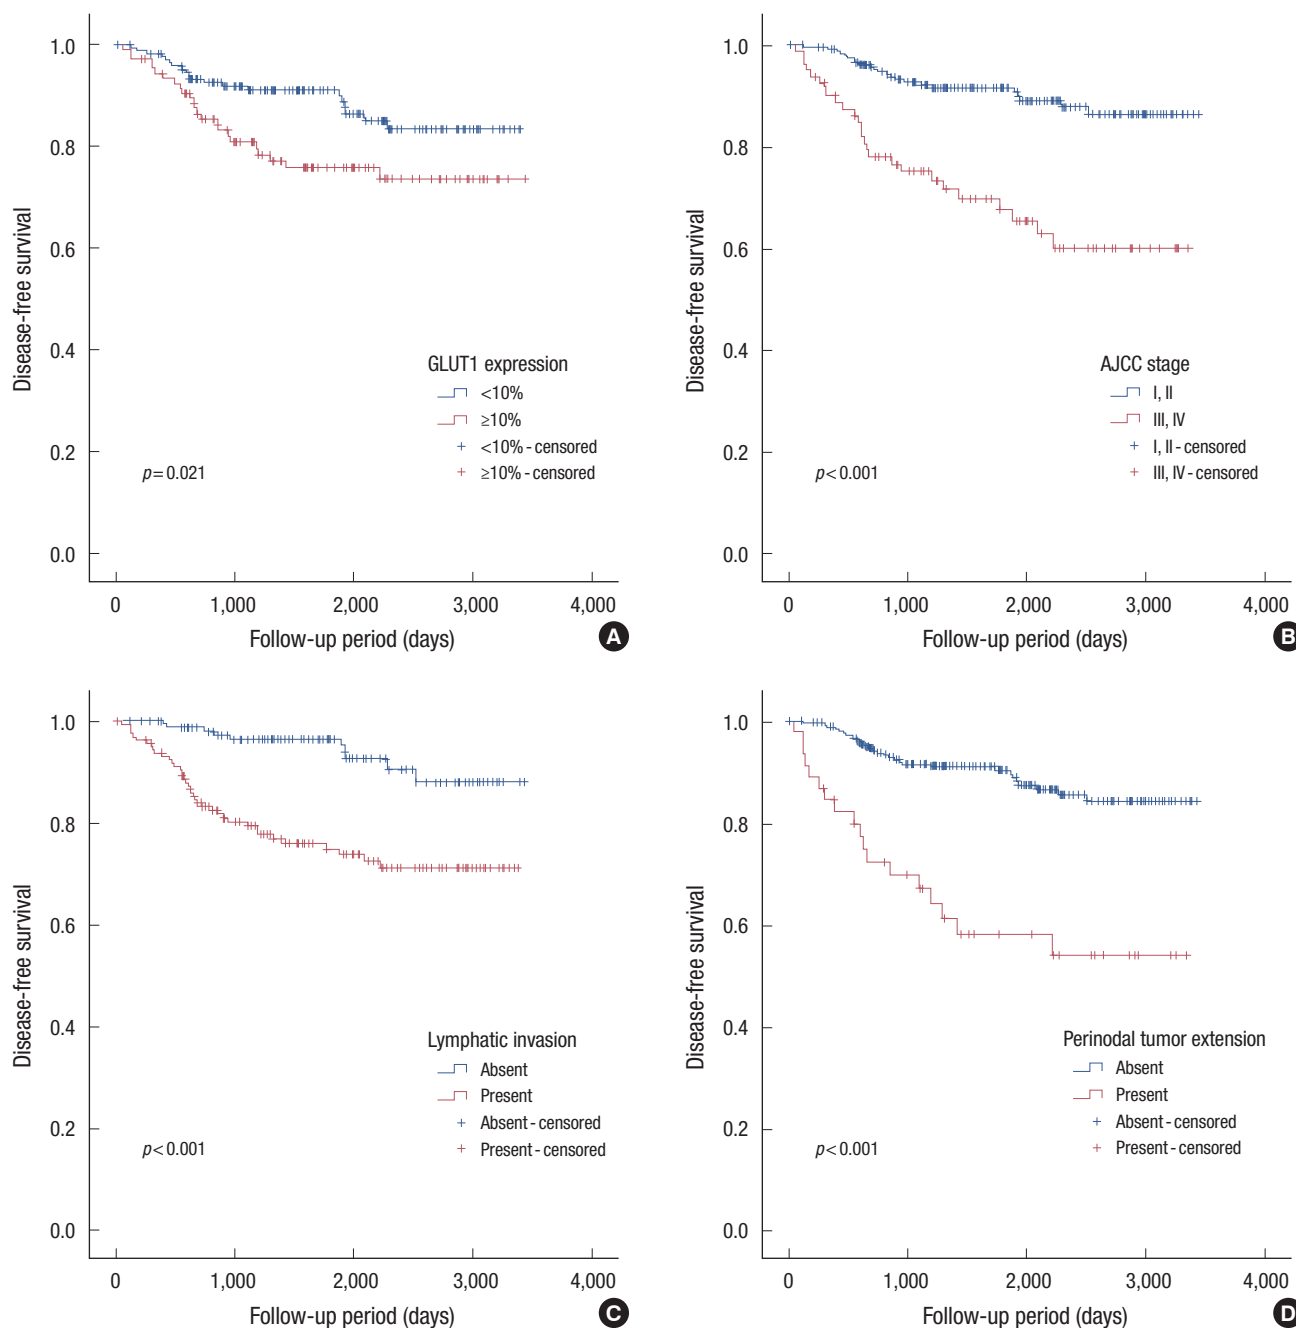 1.0
0.8
0.6
0.4
0.2
0.0
Disease-free survival
GLUT1 expression
<10%
≥10%
<10% - censored
≥10% - censored
p = 0.021
0 1,000 2,000 3,000 4,000
Follow-up period (days)
A
1.0
0.8
0.6
0.4
0.2
0.0
Disease-free survival
AJCC stage
I, II
III, IV
I, II - censored
III, IV - censored
p < 0.001
0 1,000 2,000 3,000 4,000
Follow-up period (days)
B
1.0
0.8
0.6
0.4
0.2
0.0
Disease-free survival
Lymphatic invasion
Absent
Present
Absent - censored
Present - censored
p < 0.001
0 1,000 2,000 3,000 4,000
Follow-up period (days)
C
1.0
0.8
0.6
0.4
0.2
0.0
Disease-free survival
Perinodal tumor extension
Absent
Present
Absent - censored
Present - censored
p < 0.001
0 1,000 2,000 3,000 4,000
Follow-up period (days)
D